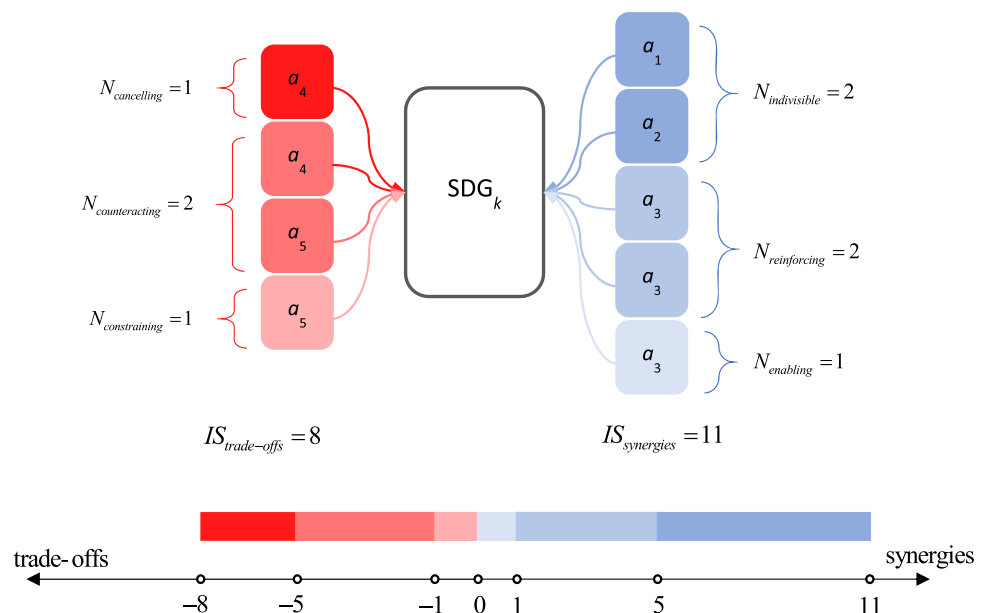 N_cancelling = 1
a_4
a_4
N_counteracting = 2
a_5
N_constraining = 1
a_5
SDG_k
a_1
N_indivisible = 2
a_2
a_3
N_reinforcing = 2
a_3
a_3
N_enabling = 1
IS_trade-offs = 8
IS_synergies = 11
trade-offs
synergies
−8 −5 −1 0 1 5 11